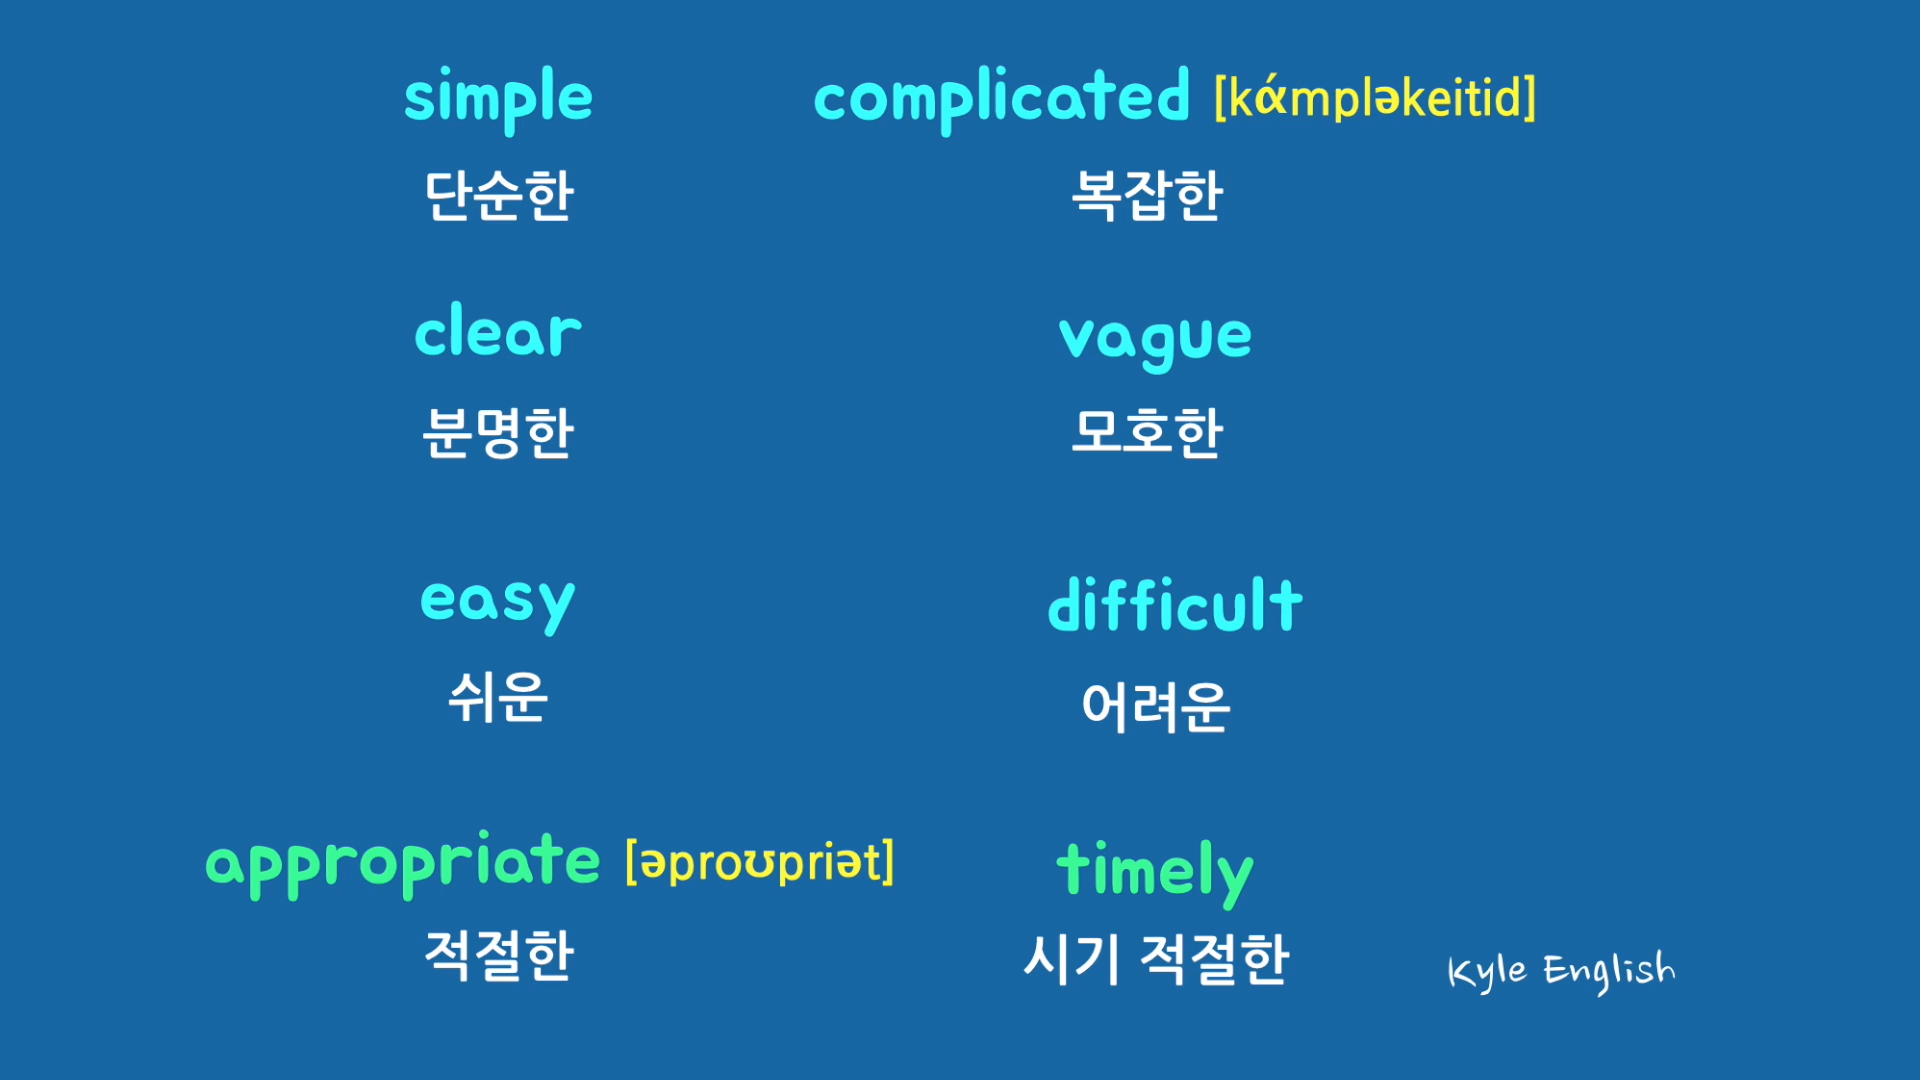 simple
complicated [kάmpləkeitid]
단순한
복잡한
clear
vague
분명한
모호한
easy
difficult
쉬운
어려운
appropriate [əproʊpriət]
timely
적절한
시기 적절한
Kyle English